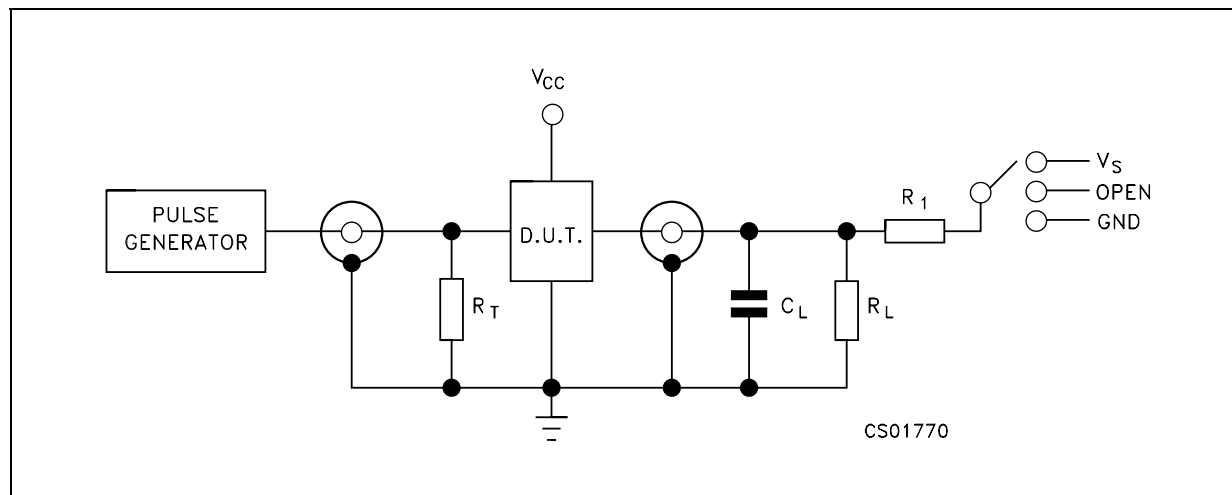 VCC
PULSE
GENERATOR
D.U.T.
RT
CL
RL
R1
VS
OPEN
GND
CS01770